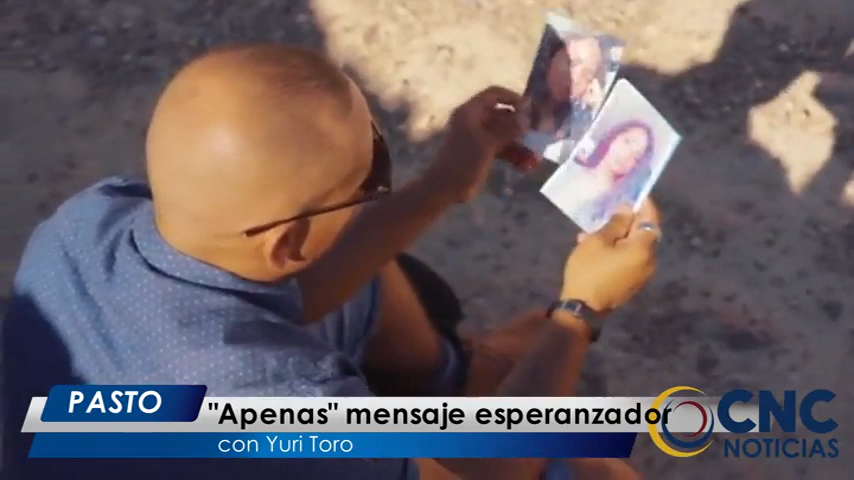 PASTO
"Apenas" mensaje esperanzador
con Yuri Toro
CNC
NOTICIAS